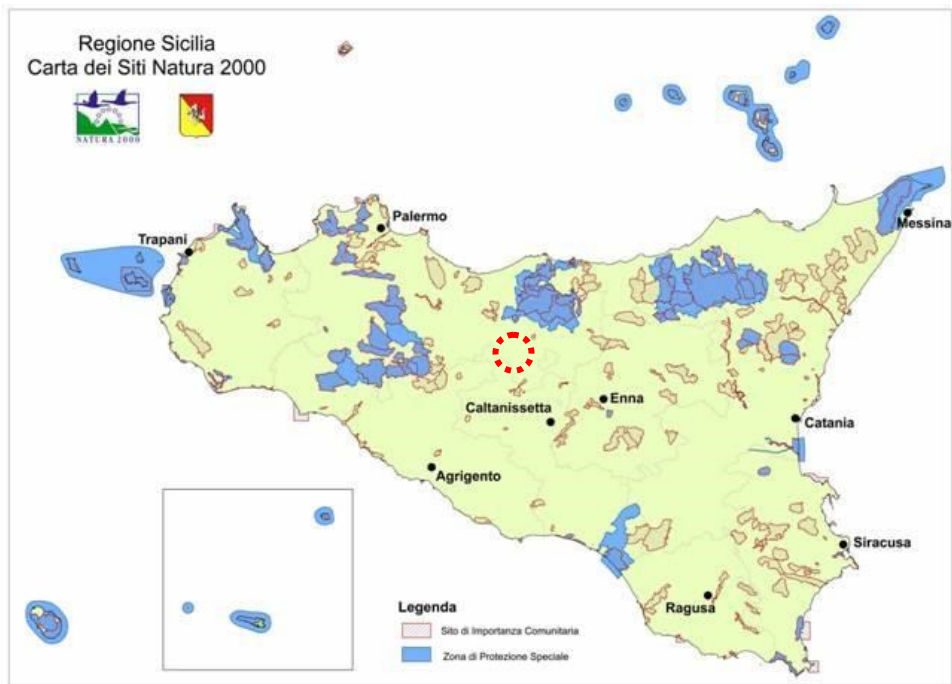 Regione Sicilia
Carta dei Siti Natura 2000
NATURA 2000
Palermo
Trapani
Messina
Enna
Caltanissetta
Catania
Agrigento
Siracusa
Ragusa
Legenda
Sito di Importanza Comunitaria
Zona di Protezione Speciale